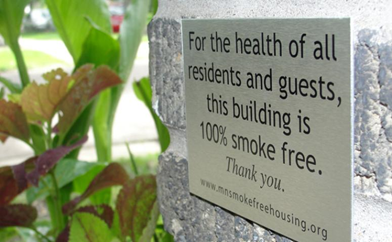 For the health of all
residents and guests,
this building is
100% smoke free.
Thank you.
www.mnsmokefreehousing.org